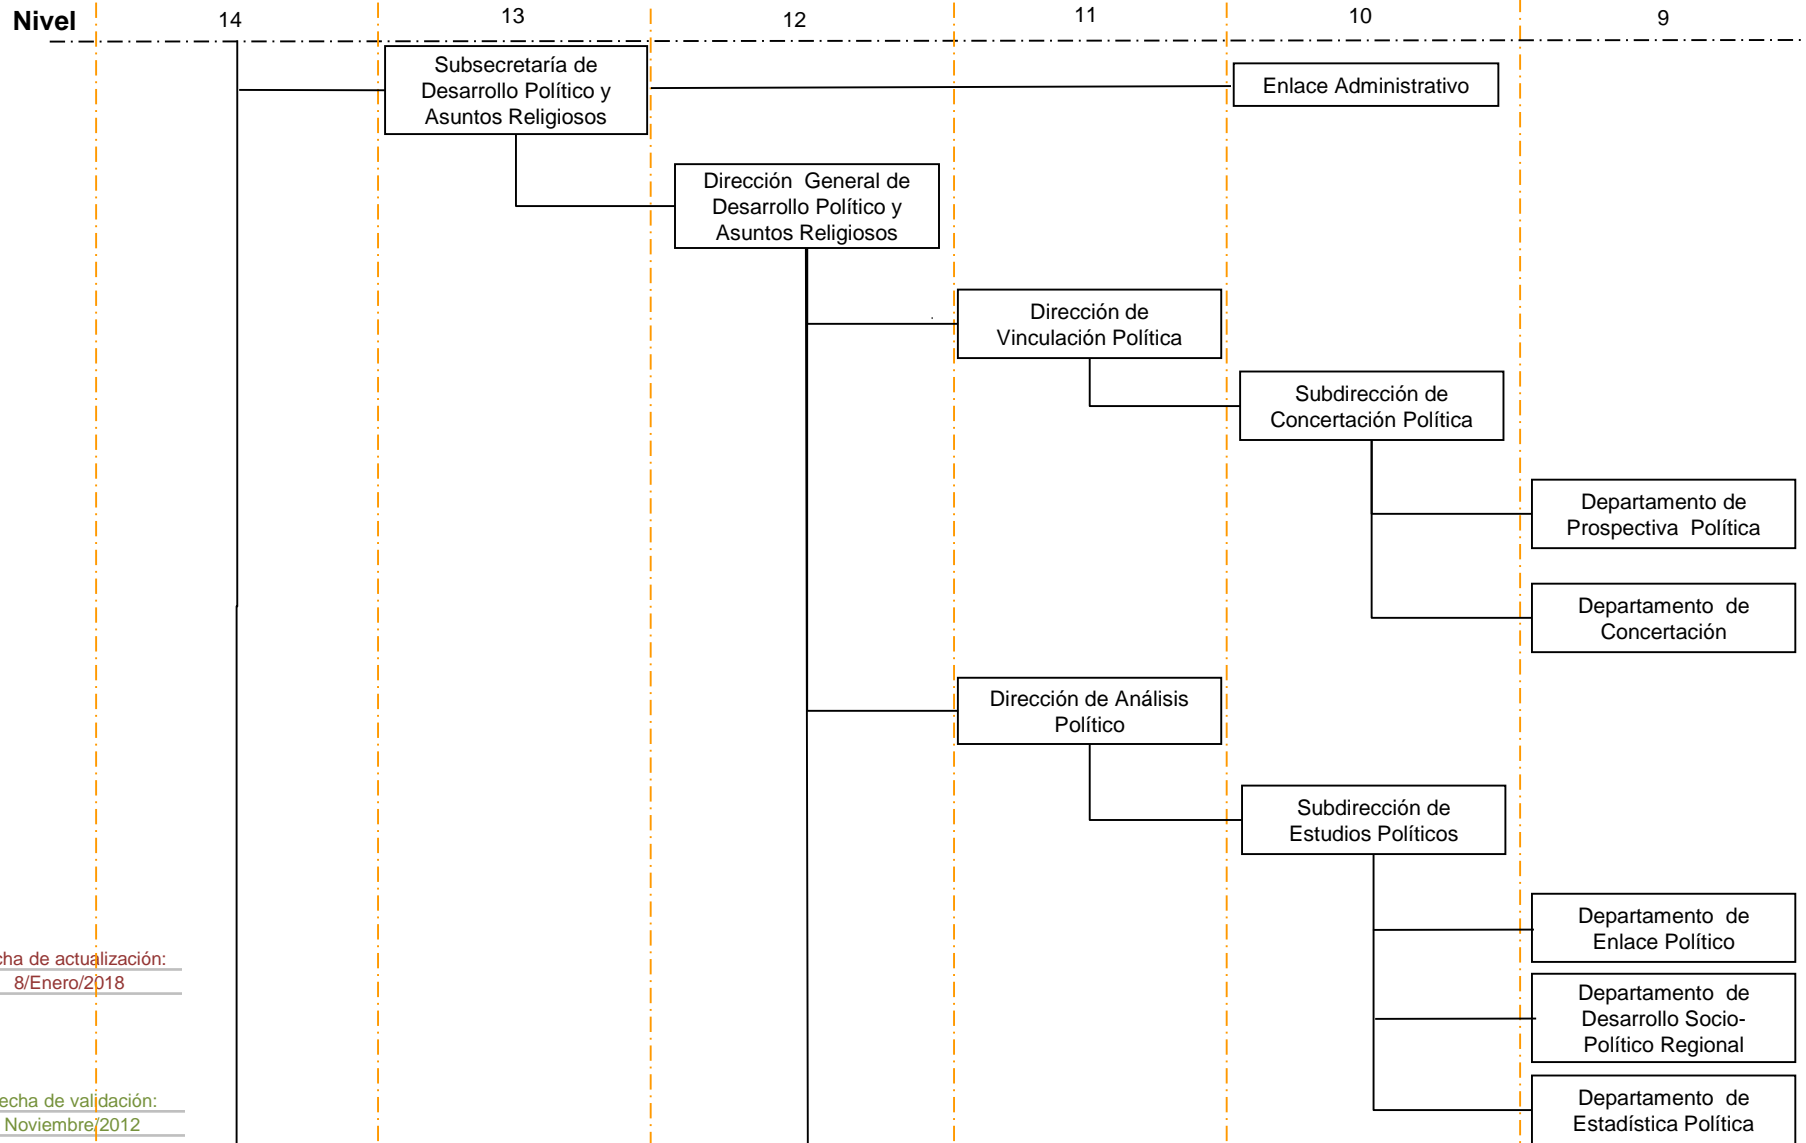 Nivel 14 13 12 11 10 9
Subsecretaría de
Desarrollo Político y
Asuntos Religiosos
Enlace Administrativo
Dirección General de
Desarrollo Político y
Asuntos Religiosos
Dirección de
Vinculación Política
Subdirección de
Concertación Política
Departamento de
Prospectiva Política
Departamento de
Concertación
Dirección de Análisis
Político
Subdirección de
Estudios Políticos
Departamento de
Enlace Político
Departamento de
Desarrollo Socio-
Político Regional
Departamento de
Estadística Política
cha de actualización:
8/Enero/2018
echa de validación:
Noviembre/2012